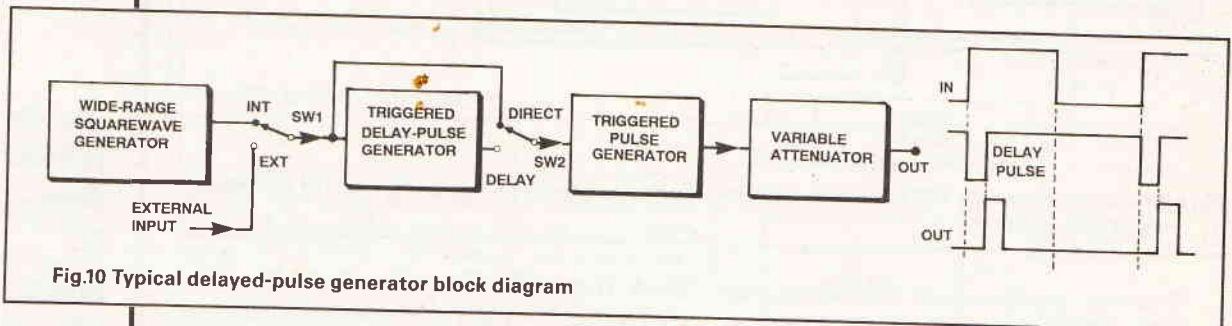 WIDE-RANGE
SQUAREWAVE
GENERATOR
INT
SW1
EXT
EXTERNAL
INPUT
TRIGGERED
DELAY-PULSE
GENERATOR
DIRECT
SW2
DELAY
TRIGGERED
PULSE
GENERATOR
VARIABLE
ATTENUATOR
OUT
IN
DELAY
PULSE
OUT
Fig.10 Typical delayed-pulse generator block diagram